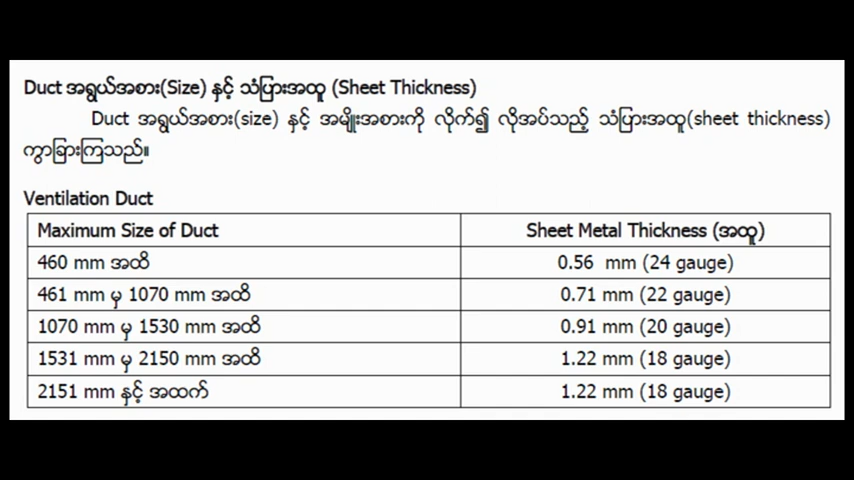 Duct အရွယ်အစား(Size) နှင့် သံပြားအထူ (Sheet Thickness)
Duct အရွယ်အစား(size) နှင့် အမျိုးအစားကို လိုက်၍ လိုအပ်သည့် သံပြားအထူ(sheet thickness)
ကွာခြားကြသည်။
Ventilation Duct
Maximum Size of Duct Sheet Metal Thickness (အထူ)
460 mm အထိ 0.56 mm (24 gauge)
461 mm မှ 1070 mm အထိ 0.71 mm (22 gauge)
1070 mm မှ 1530 mm အထိ 0.91 mm (20 gauge)
1531 mm မှ 2150 mm အထိ 1.22 mm (18 gauge)
2151 mm နှင့် အထက် 1.22 mm (18 gauge)